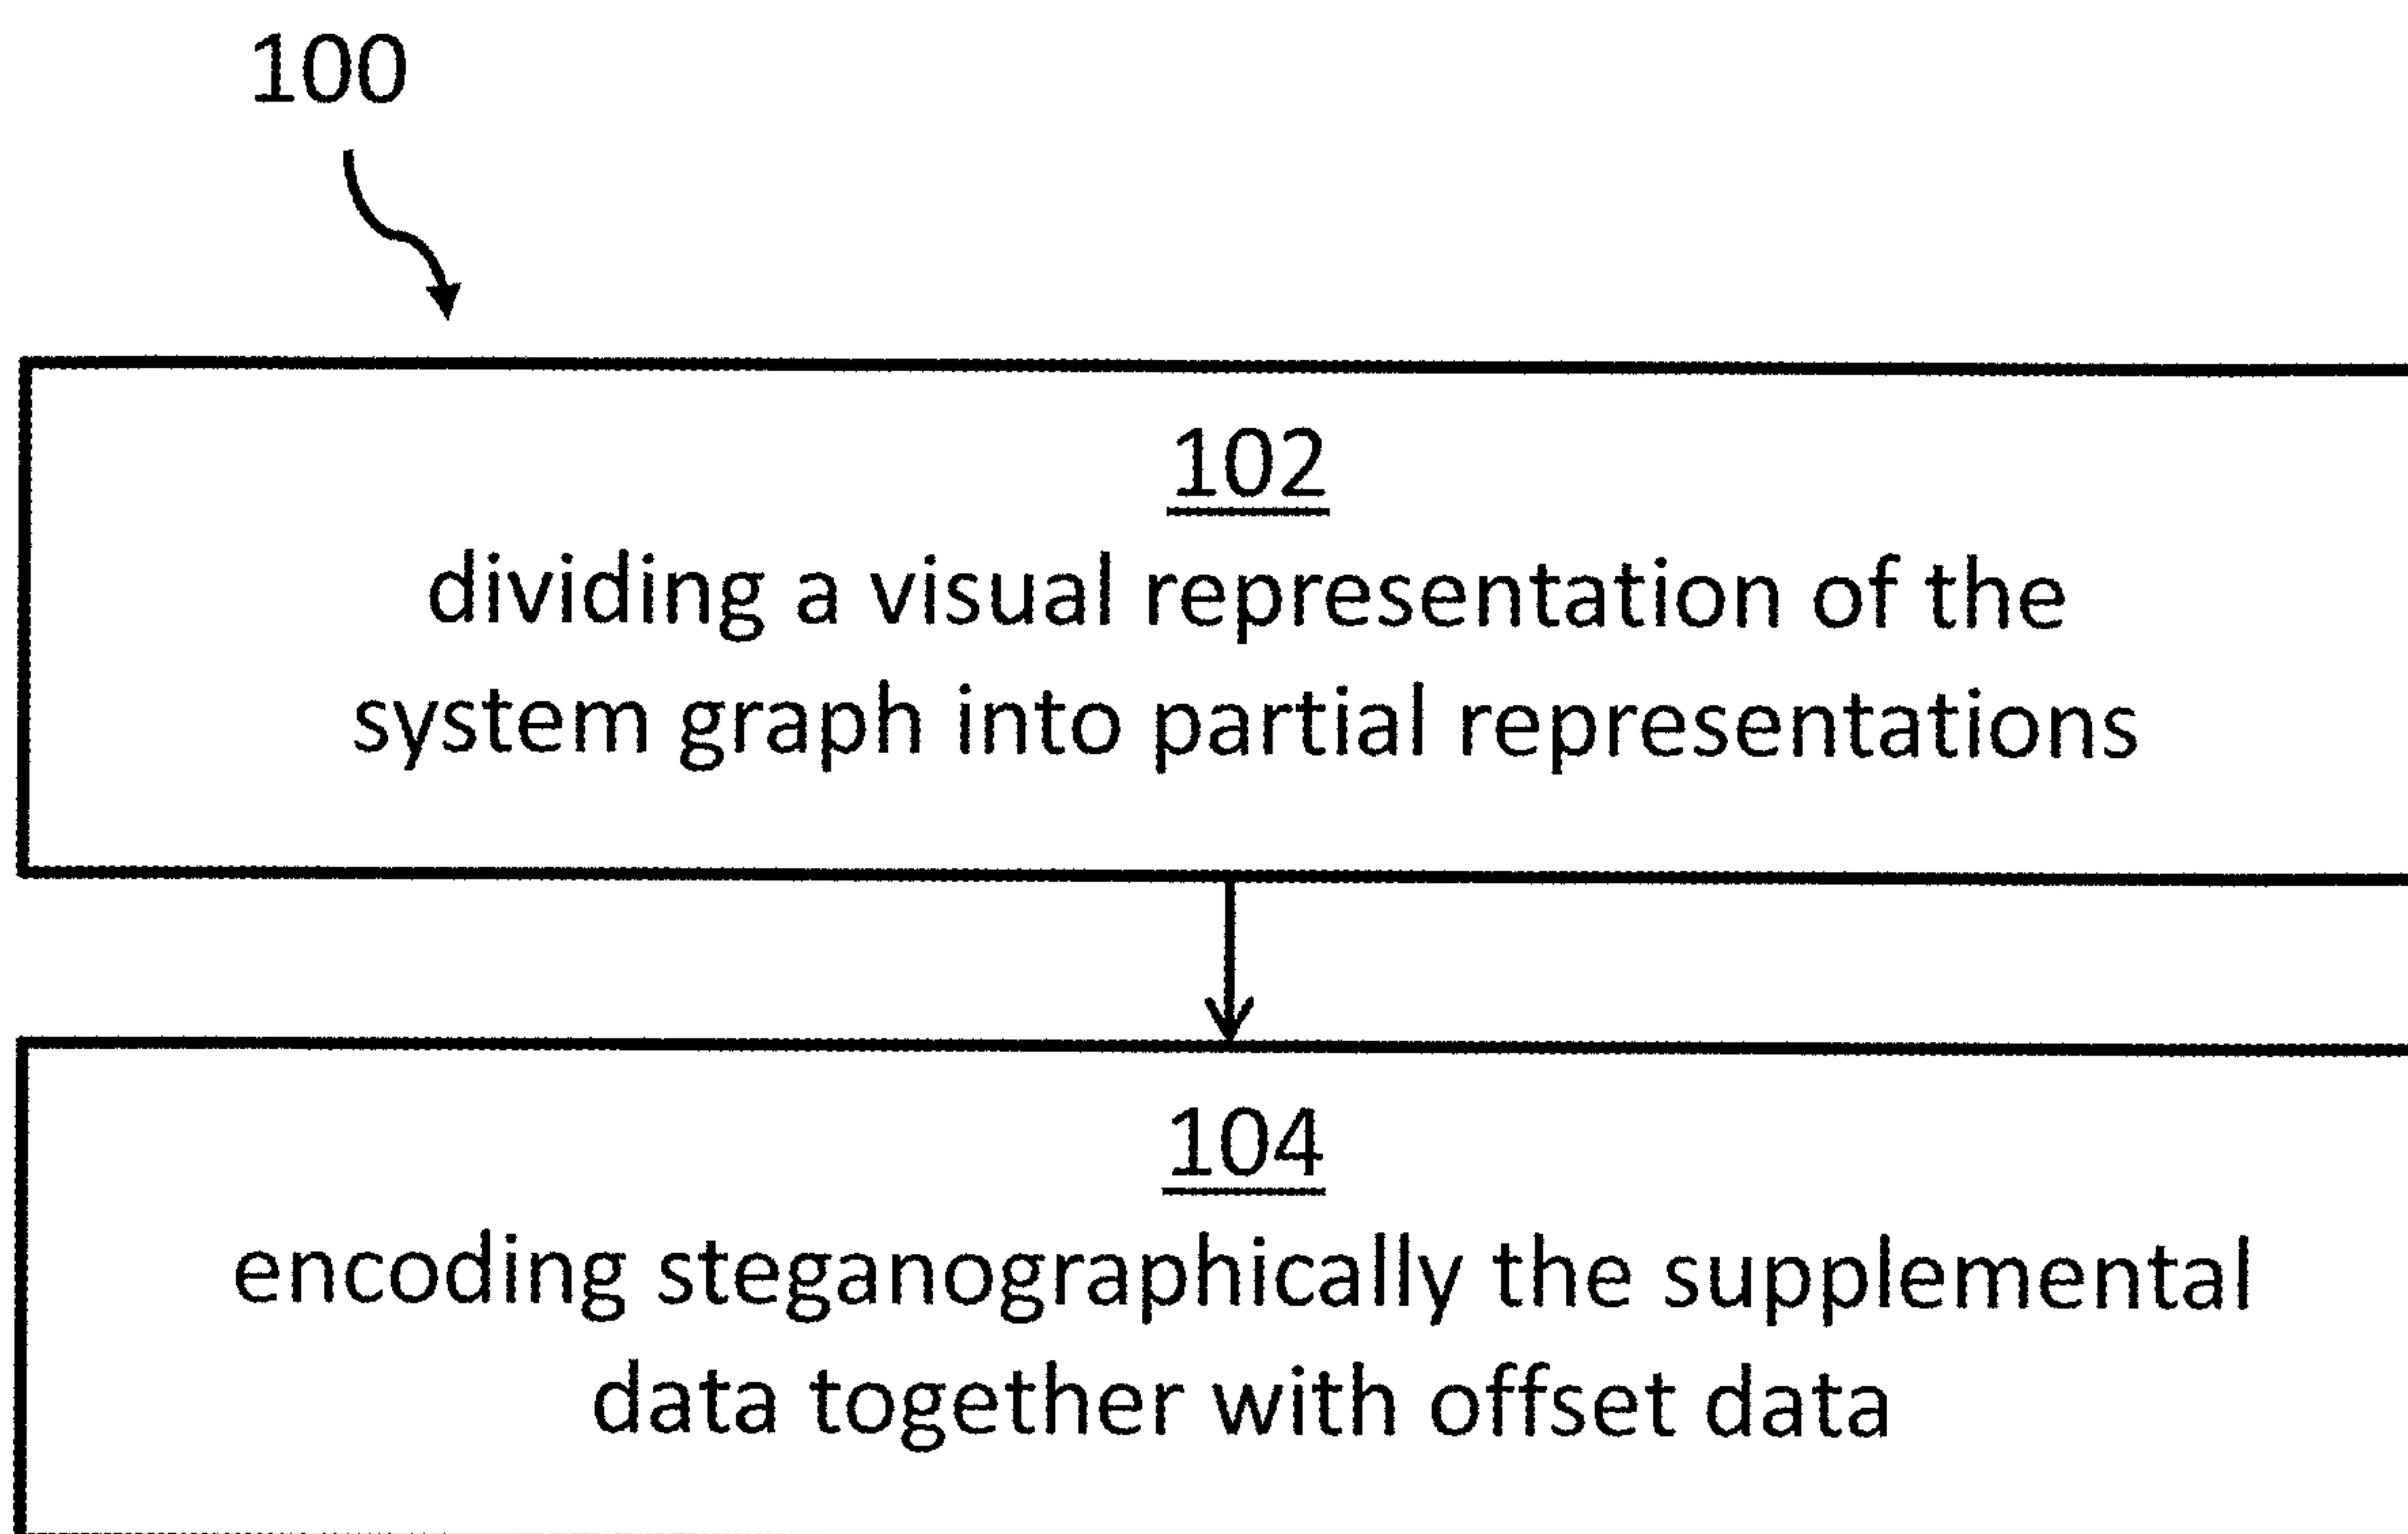 100
102
dividing a visual representation of the
system graph into partial representations
104
encoding steganographically the supplemental
data together with offset data